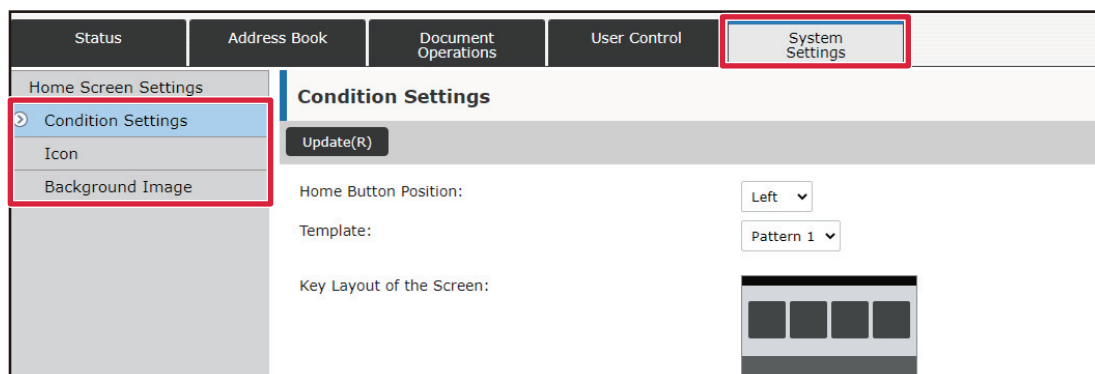 Status
Address Book
Document
Operations
User Control
System
Settings
Home Screen Settings
Condition Settings
Icon
Background Image
Condition Settings
Update(R)
Home Button Position:
Left
Template:
Pattern 1
Key Layout of the Screen: